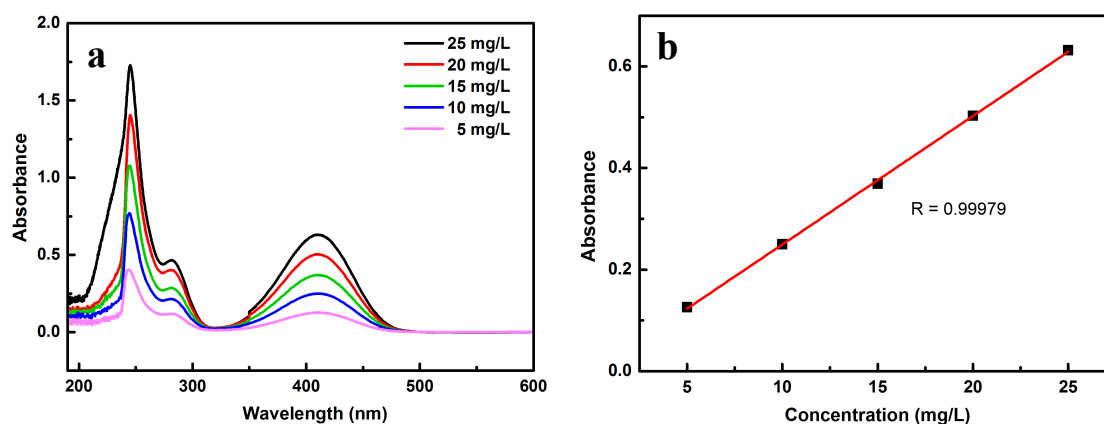 a
25 mg/L
20 mg/L
15 mg/L
10 mg/L
5 mg/L
2.0
1.5
1.0
0.5
0.0
Absorbance
200 300 400 500 600
Wavelength (nm)
b
R = 0.99979
0.6
0.4
0.2
0.0
Absorbance
5 10 15 20 25
Concentration (mg/L)